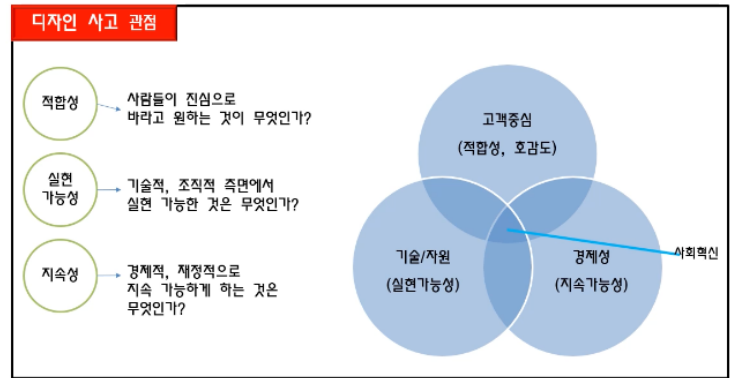 디자인 사고 관점
적합성
사람들이 진심으로
바라고 원하는 것이 무엇인가?
실현
가능성
기술적, 조직적 측면에서
실현 가능한 것은 무엇인가?
지속성
경제적, 재정적으로
지속 가능하게 하는 것은
무엇인가?
고객중심
(적합성, 호감도)
기술/자원
(실현가능성)
경제성
(지속가능성)
사회혁신